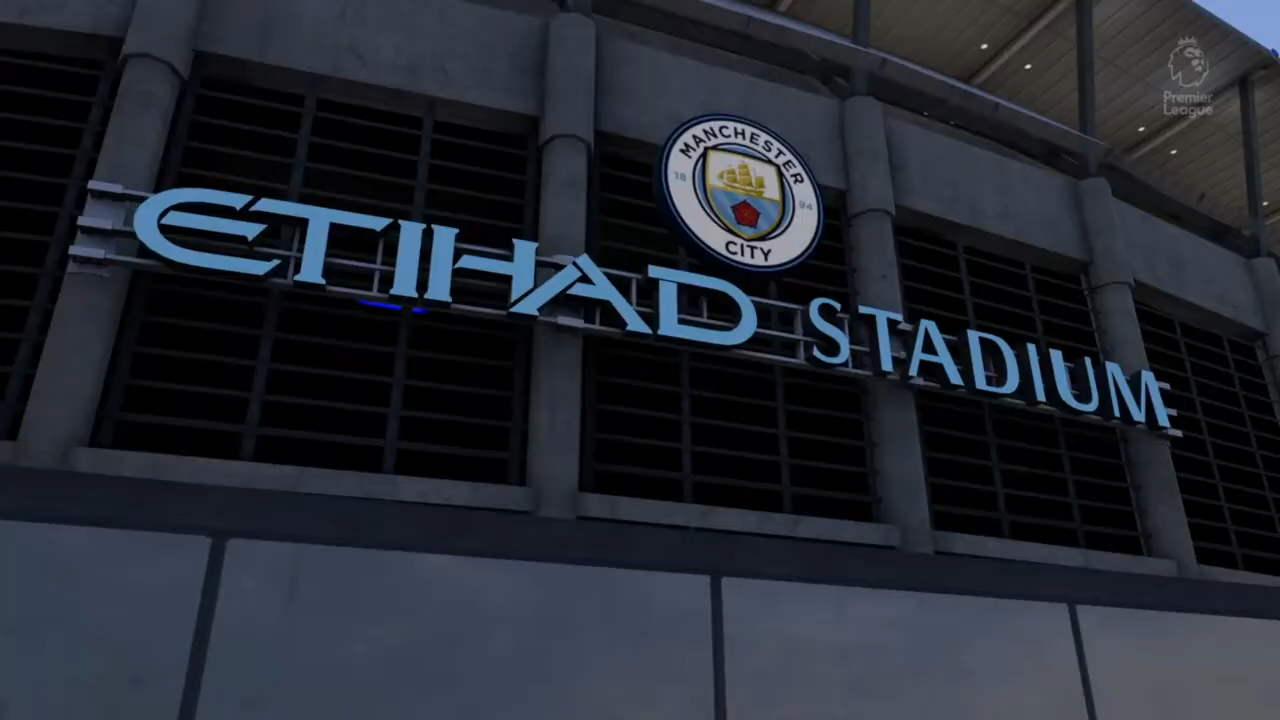 Premier
League
MANCHESTER
18 94
CITY
ETIHAD STADIUM